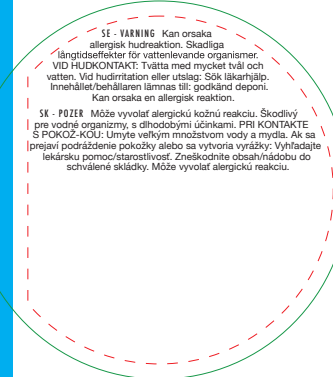 SE - VARNING Kan orsaka
allergisk hudreaktion. Skadliga
långtidseffekter för vattenlevande organismer.
VID HUDKONTAKT: Tvätta med mycket tvål och
vatten. Vid hudirritation eller utslag: Sök läkarhjälp.
Innehållet/behållaren lämnas till: godkänd deponi.
Kan orsaka en allergisk reaktion.
SK - POZER Môže vyvolať alergickú kožnú reakciu. Škodlivý
pre vodné organizmy, s dlhodobými účinkami. PRI KONTAKTE
S POKOŽ-KOU: Umyte veľkým množstvom vody a mydla. Ak sa
prejaví podráždenie pokožky alebo sa vytvoria vyrážky: Vyhľadajte
lekársku pomoc/starostlivosť. Zneškodnite obsah/nádobu do
schválené skládky. Môže vyvolať alergickú reakciu.